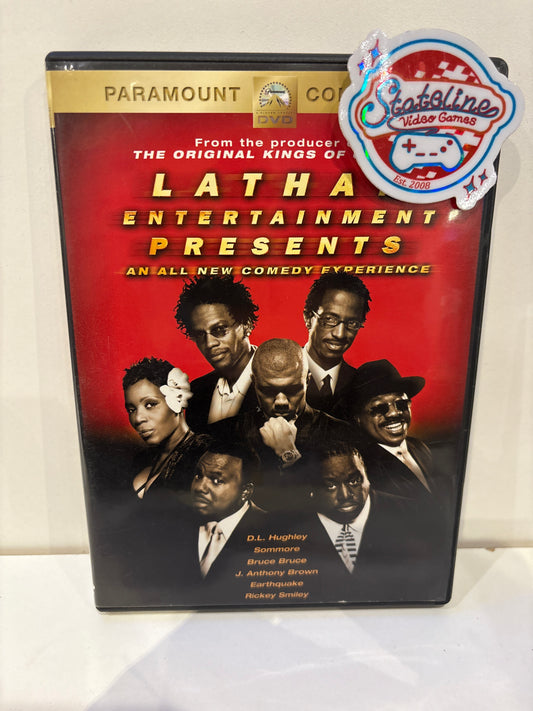 PARAMOUNT
DVD
Stateline
Video Games
Est. 2008
From the producer
THE ORIGINAL KINGS OF
LATHA
ENTERTAINMENT
PRESENTS
AN ALL NEW COMEDY EXPERIENCE
D.L. Hughley
Sommore
Bruce Bruce
J. Anthony Brown
Earthquake
Rickey Smiley